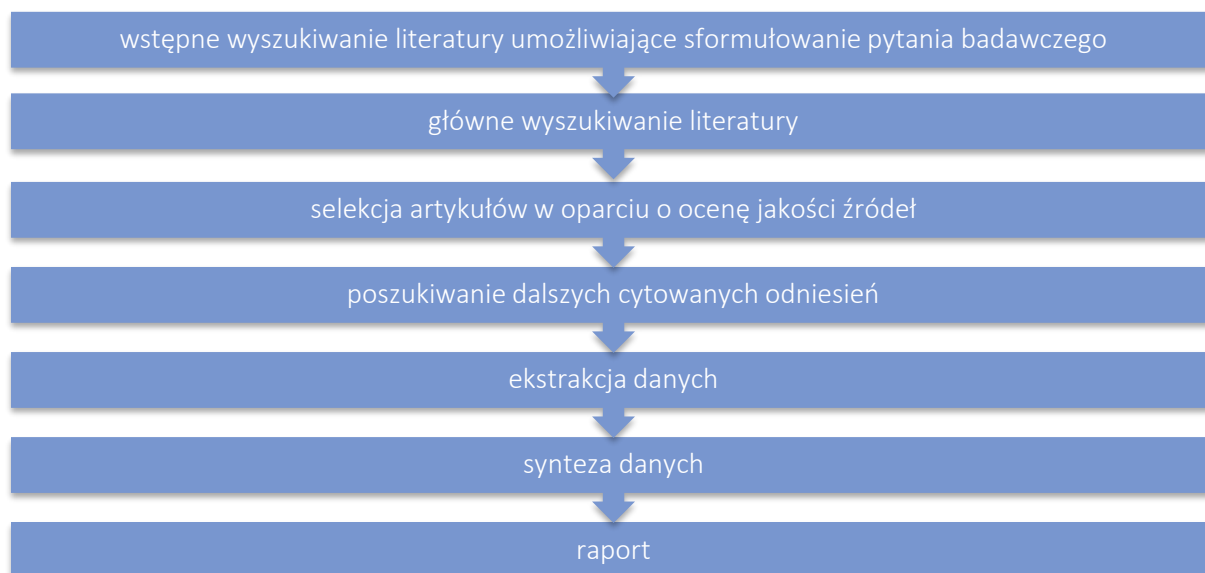 wstępne wyszukiwanie literatury umożliwiające sformułowanie pytania badawczego
główne wyszukiwanie literatury
selekcja artykułów w oparciu o ocenę jakości źródeł
poszukiwanie dalszych cytowanych odniesień
ekstrakcja danych
synteza danych
raport